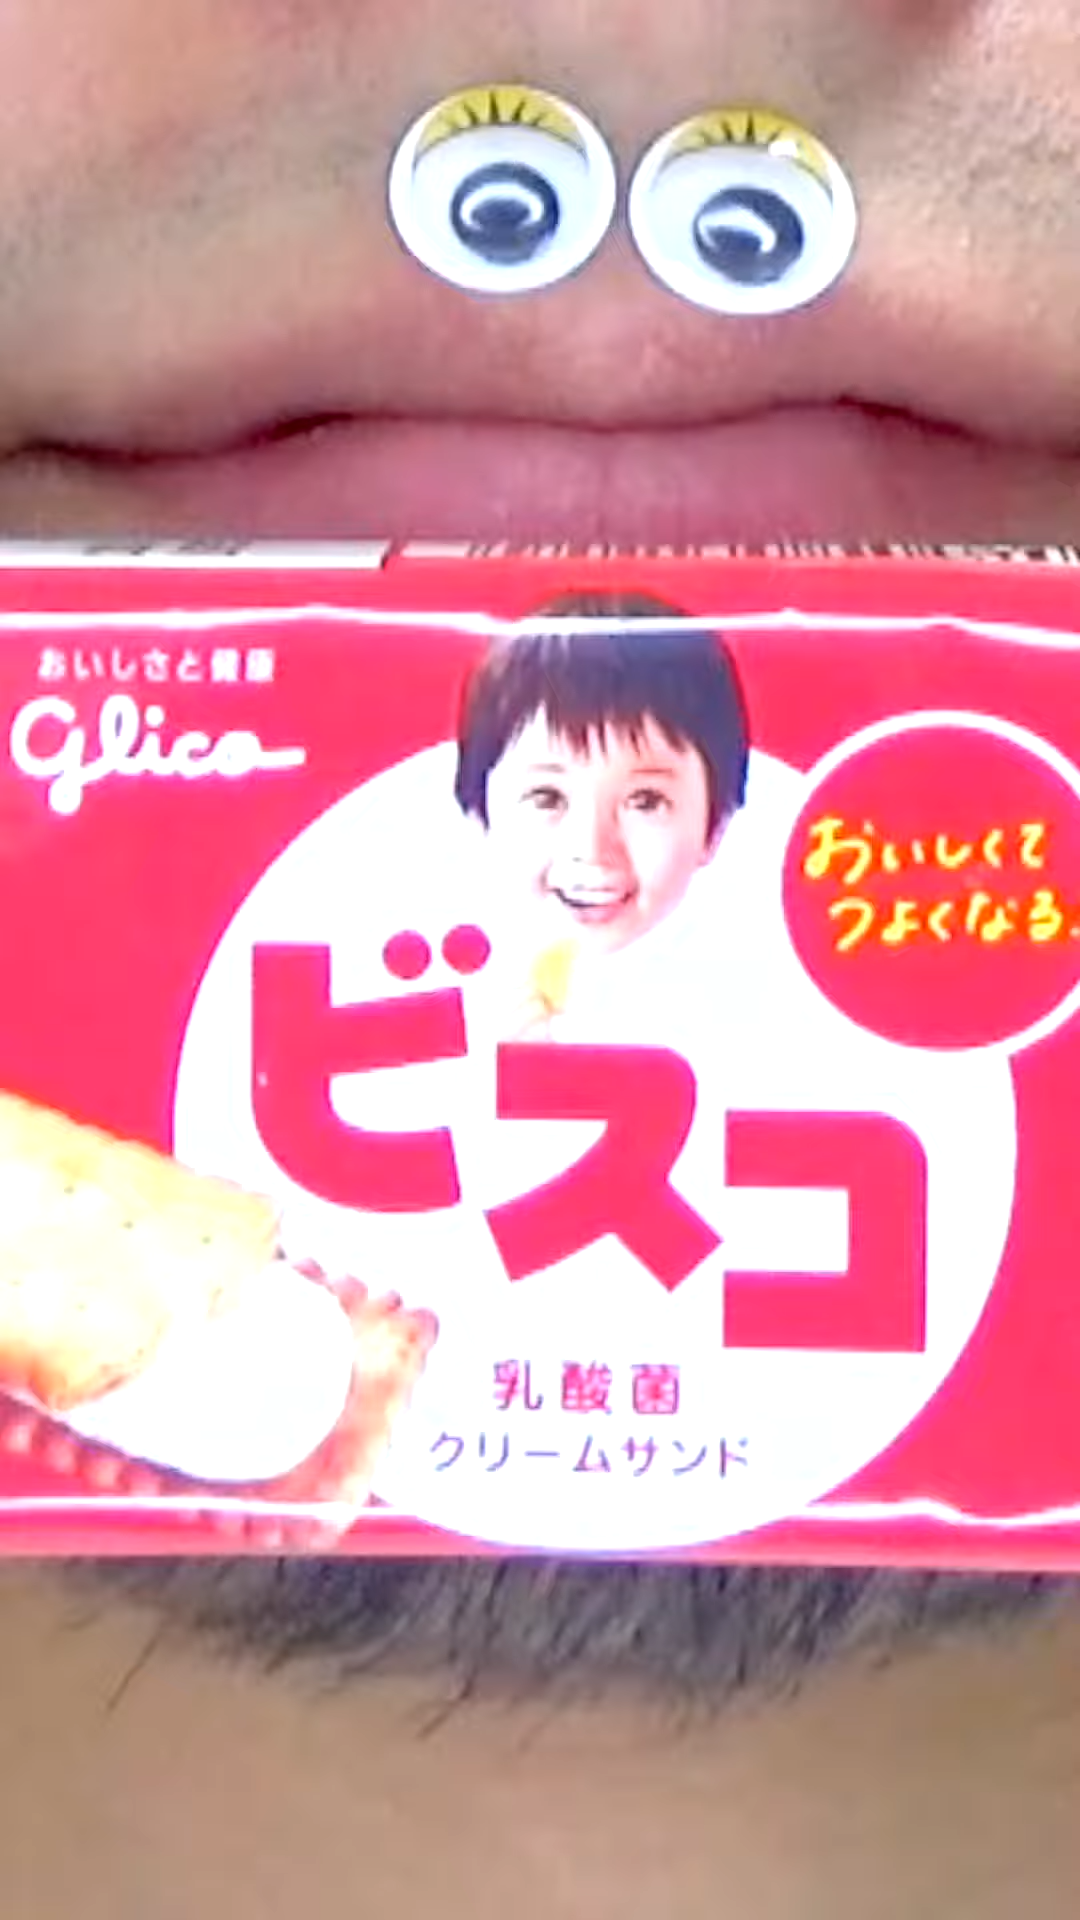 おいしさと健康
glico
おいしくて
つよくなる。
ビスコ
乳酸菌
クリームサンド